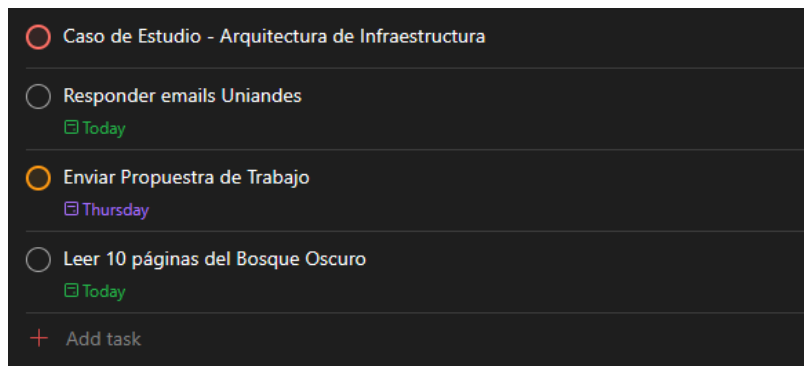 Caso de Estudio - Arquitectura de Infraestructura
Responder emails Uniandes
Today
Enviar Propuestra de Trabajo
Thursday
Leer 10 páginas del Bosque Oscuro
Today
Add task